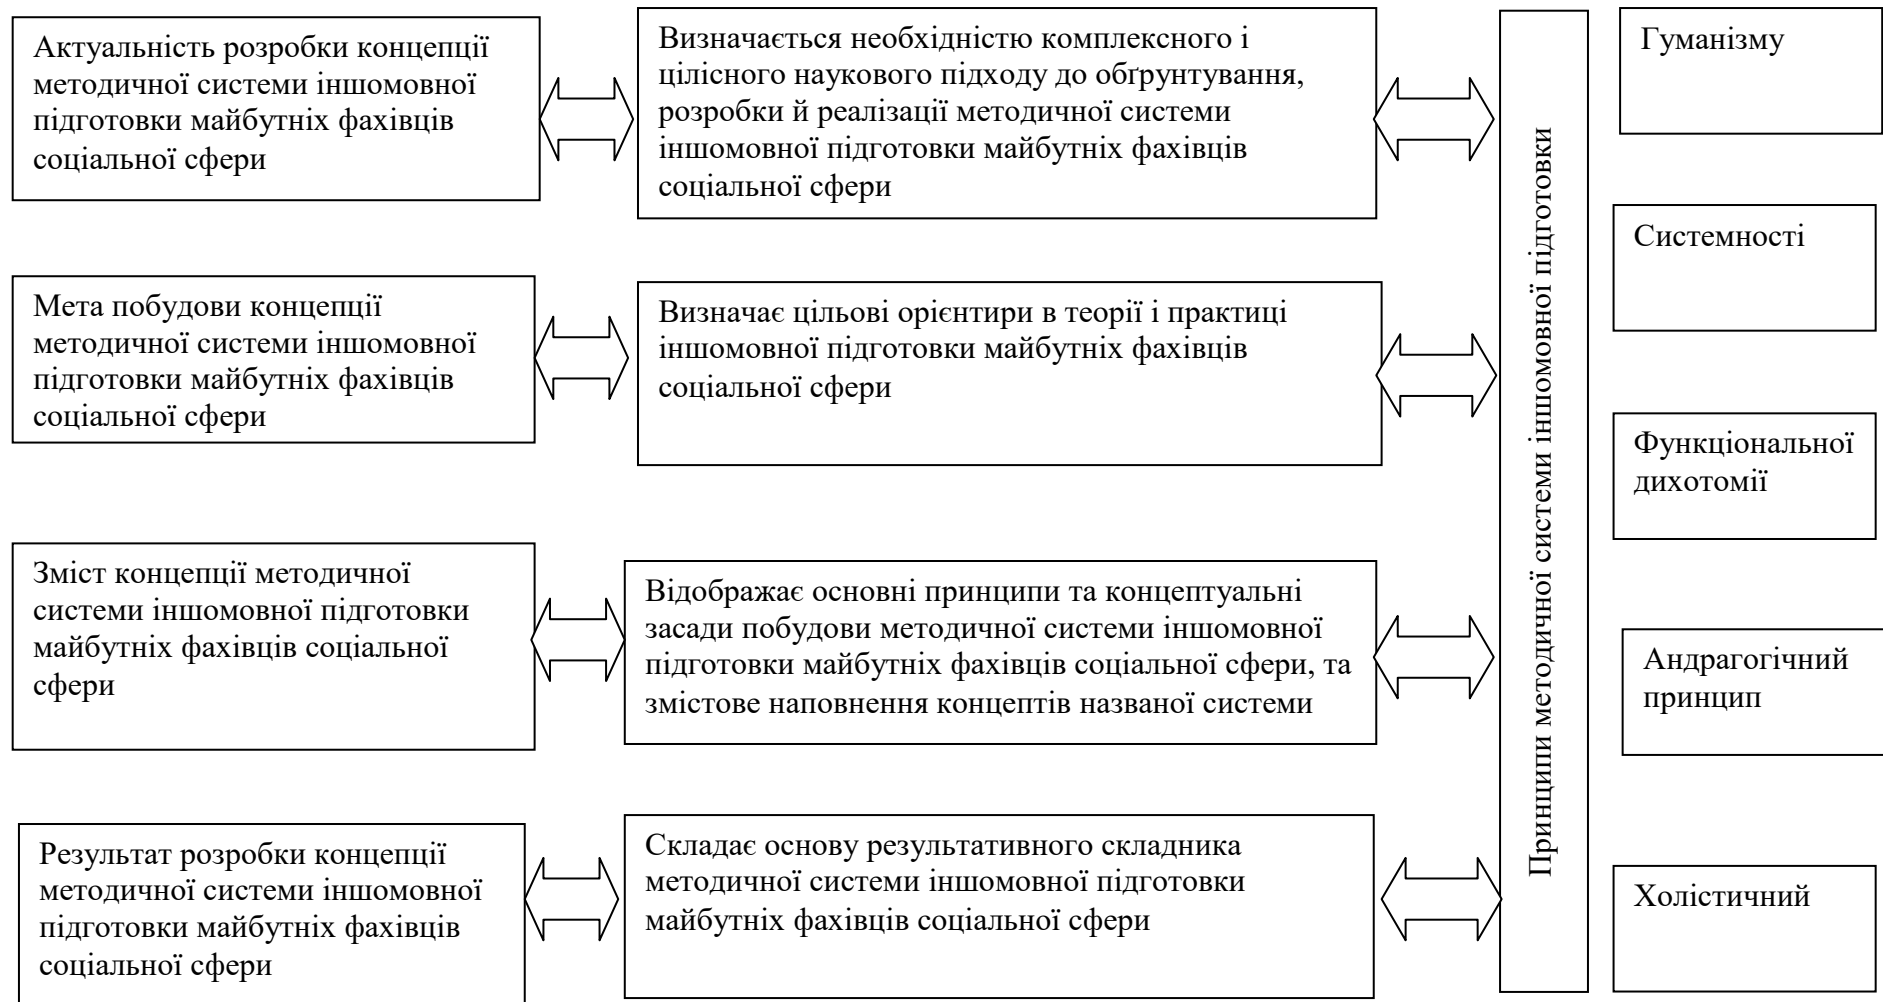 Актуальність розробки концепції
методичної системи іншомовної
підготовки майбутніх фахівців
соціальної сфери
Визначається необхідністю комплексного і
цілісного наукового підходу до обґрунтування,
розробки й реалізації методичної системи
іншомовної підготовки майбутніх фахівців
соціальної сфери
Мета побудови концепції
методичної системи іншомовної
підготовки майбутніх фахівців
соціальної сфери
Визначає цільові орієнтири в теорії і практиці
іншомовної підготовки майбутніх фахівців
соціальної сфери
Зміст концепції методичної
системи іншомовної підготовки
майбутніх фахівців соціальної
сфери
Відображає основні принципи та концептуальні
засади побудови методичної системи іншомовної
підготовки майбутніх фахівців соціальної сфери, та
змістове наповнення концептів названої системи
Результат розробки концепції
методичної системи іншомовної
підготовки майбутніх фахівців
соціальної сфери
Складає основу результативного складника
методичної системи іншомовної підготовки
майбутніх фахівців соціальної сфери
Принципи методичної системи іншомовної підготовки
Гуманізму
Системності
Функціональної
дихотомії
Андрагогічний
принцип
Холістичний